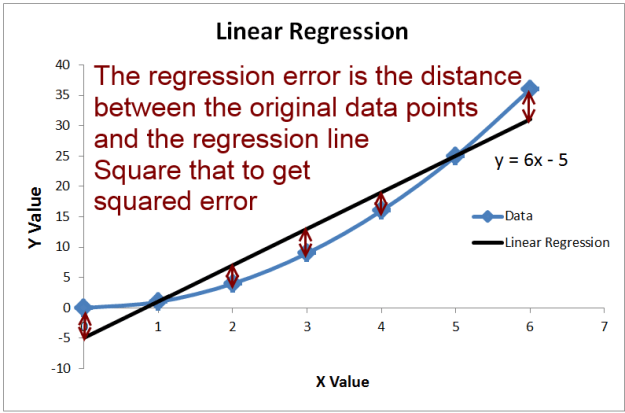 Linear Regression
The regression error is the distance
between the original data points
and the regression line
Square that to get
squared error
y = 6x - 5
Data
Linear Regression
Y Value
40
35
30
25
20
15
10
5
0
-5
-10
1
2
3
4
5
6
7
X Value